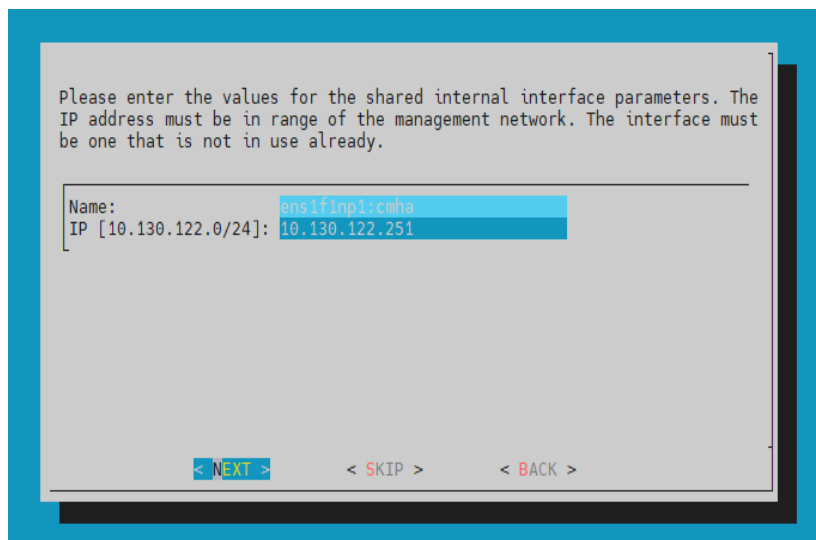 Please enter the values for the shared internal interface parameters. The
IP address must be in range of the management network. The interface must
be one that is not in use already.
Name: ens1f1np1:cmha
IP [10.130.122.0/24]: 10.130.122.251
< NEXT > < SKIP > < BACK >